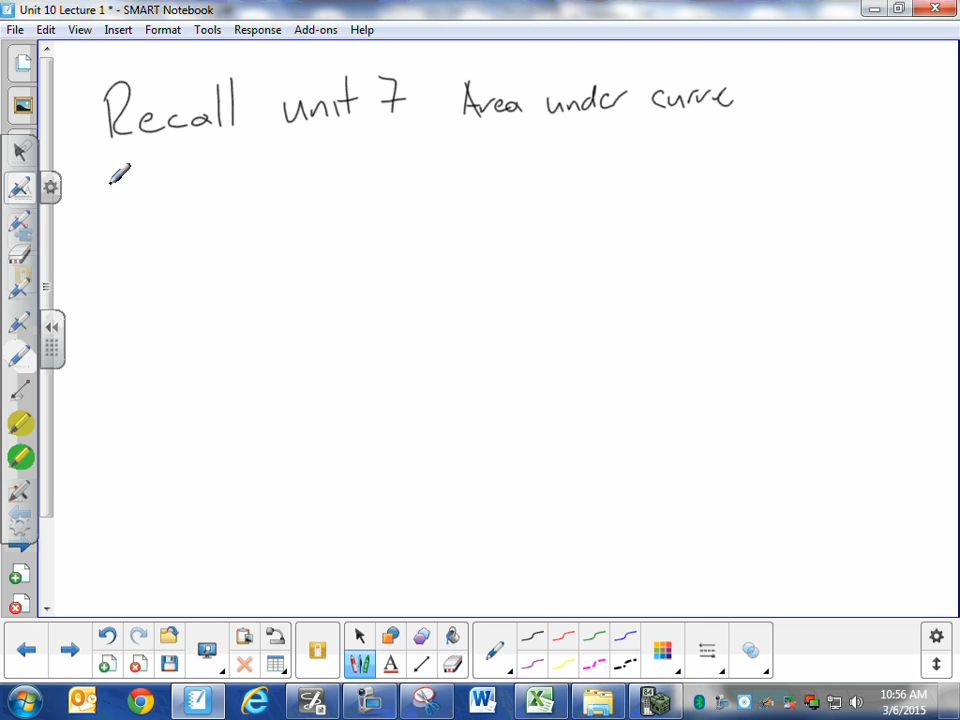 Unit 10 Lecture 1 * - SMART Notebook
File Edit View Insert Format Tools Response Add-ons Help
Recall unit 7 Area under curve
10:56 AM
3/6/2015